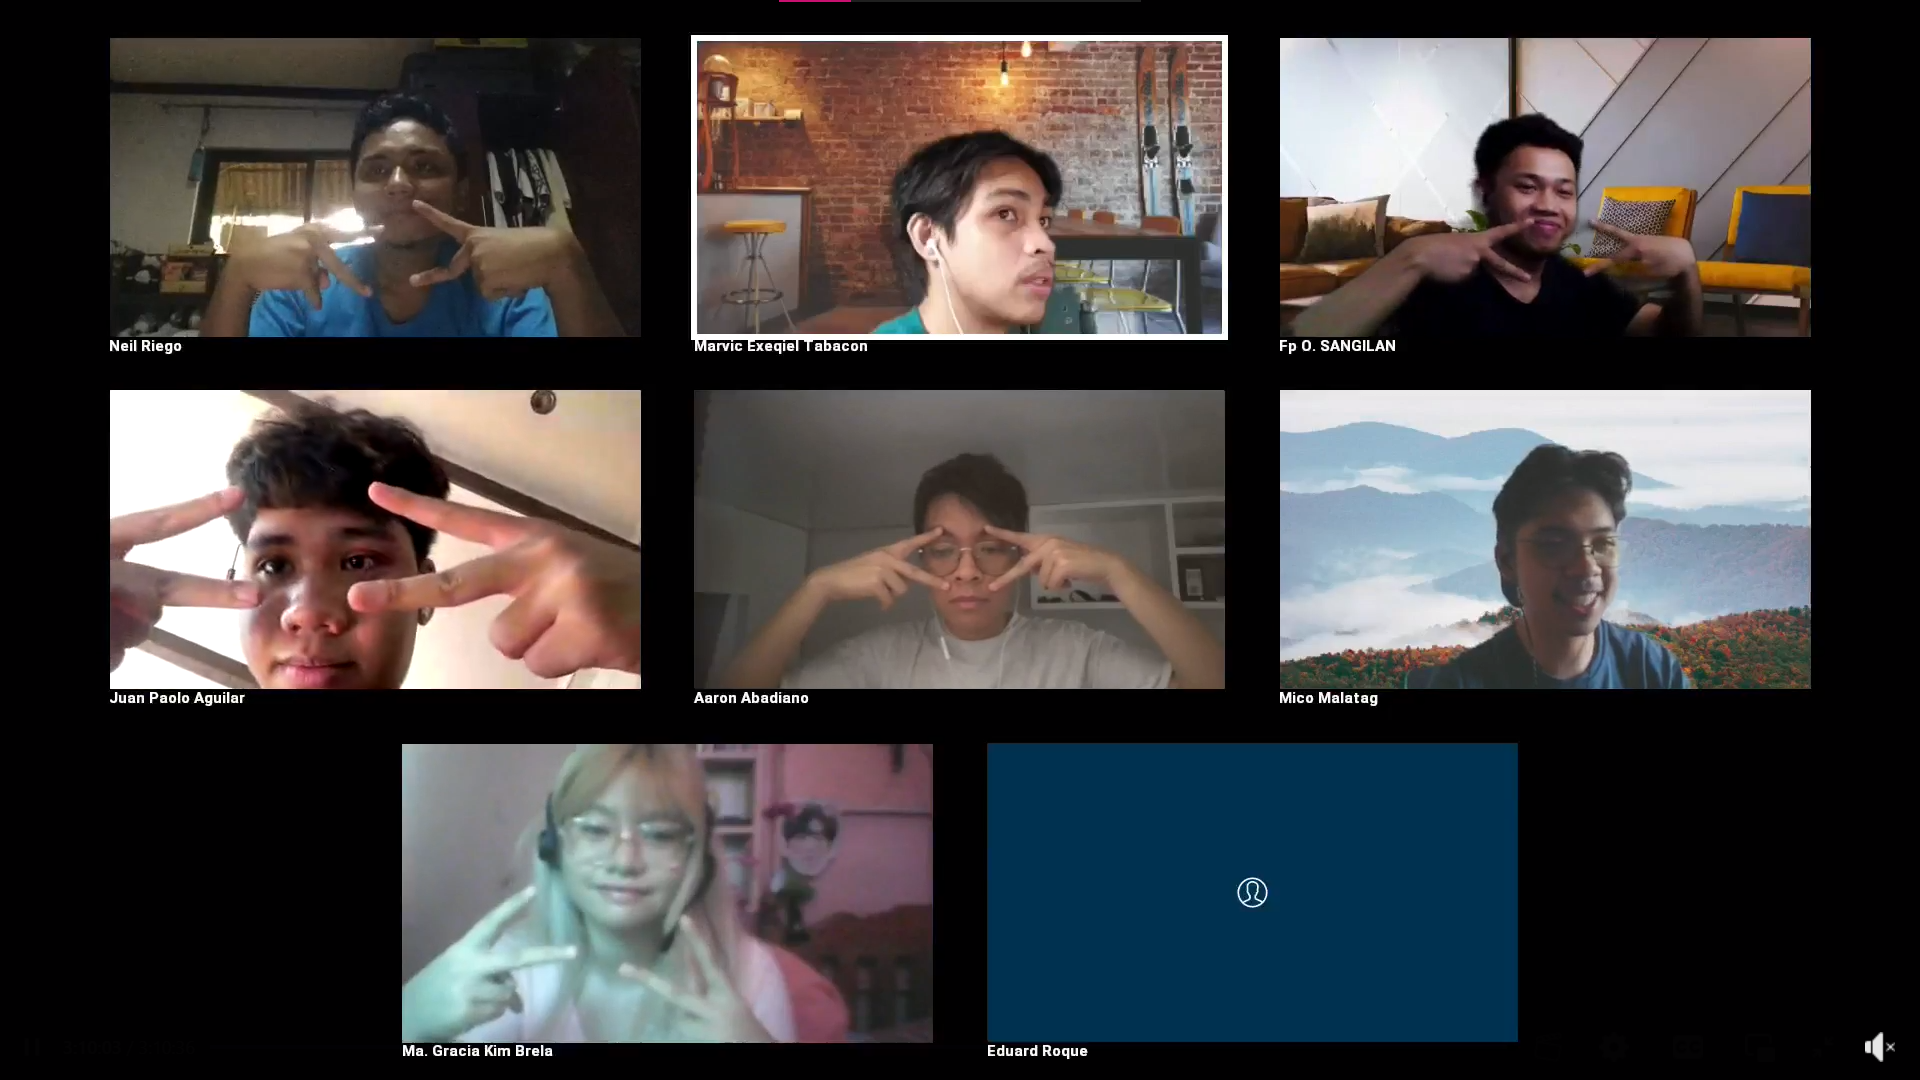 Neil Riego
Marvic Exeqiel Tabacon
Fp O. SANGILAN
Juan Paolo Aguilar
Aaron Abadiano
Mico Malatag
Ma. Gracia Kim Brela
Eduard Roque